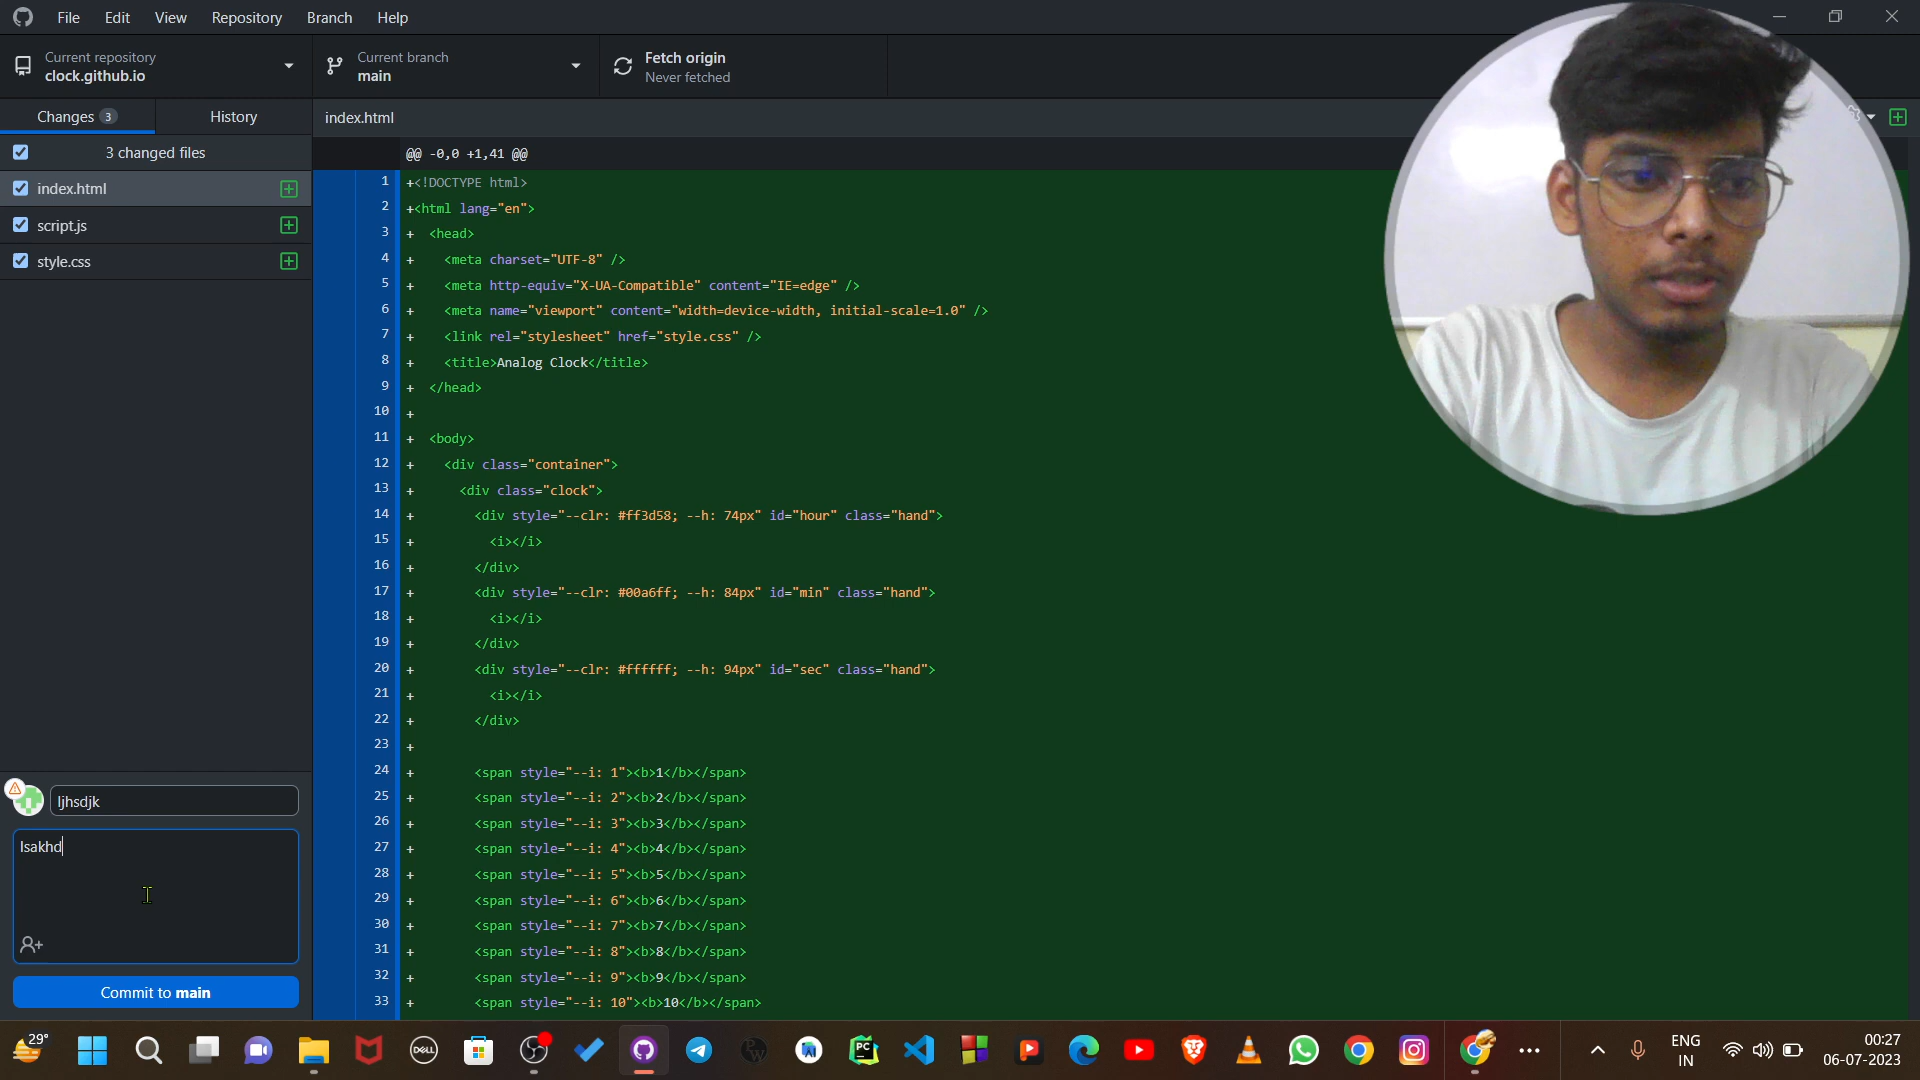 File Edit View Repository Branch Help
Current repository
clock.github.io
Current branch
main
Fetch origin
Never fetched
Changes 3
History
3 changed files
index.html
script.js
style.css
index.html
@@ -0,0 +1,41 @@
1 +<!DOCTYPE html>
2 +<html lang="en">
3 + <head>
4 + <meta charset="UTF-8" />
5 + <meta http-equiv="X-UA-Compatible" content="IE=edge" />
6 + <meta name="viewport" content="width=device-width, initial-scale=1.0" />
7 + <link rel="stylesheet" href="style.css" />
8 + <title>Analog Clock</title>
9 + </head>
10 +
11 + <body>
12 + <div class="container">
13 + <div class="clock">
14 + <div style="--clr: #ff3d58; --h: 74px" id="hour" class="hand">
15 + <i></i>
16 + </div>
17 + <div style="--clr: #00a6ff; --h: 84px" id="min" class="hand">
18 + <i></i>
19 + </div>
20 + <div style="--clr: #ffffff; --h: 94px" id="sec" class="hand">
21 + <i></i>
22 + </div>
23 +
24 + <span style="--i: 1"><b>1</b></span>
25 + <span style="--i: 2"><b>2</b></span>
26 + <span style="--i: 3"><b>3</b></span>
27 + <span style="--i: 4"><b>4</b></span>
28 + <span style="--i: 5"><b>5</b></span>
29 + <span style="--i: 6"><b>6</b></span>
30 + <span style="--i: 7"><b>7</b></span>
31 + <span style="--i: 8"><b>8</b></span>
32 + <span style="--i: 9"><b>9</b></span>
33 + <span style="--i: 10"><b>10</b></span>
ljhsdjk
lsakhd
Commit to main
29°
DELL
PW
PC
ENG
IN
00:27
06-07-2023